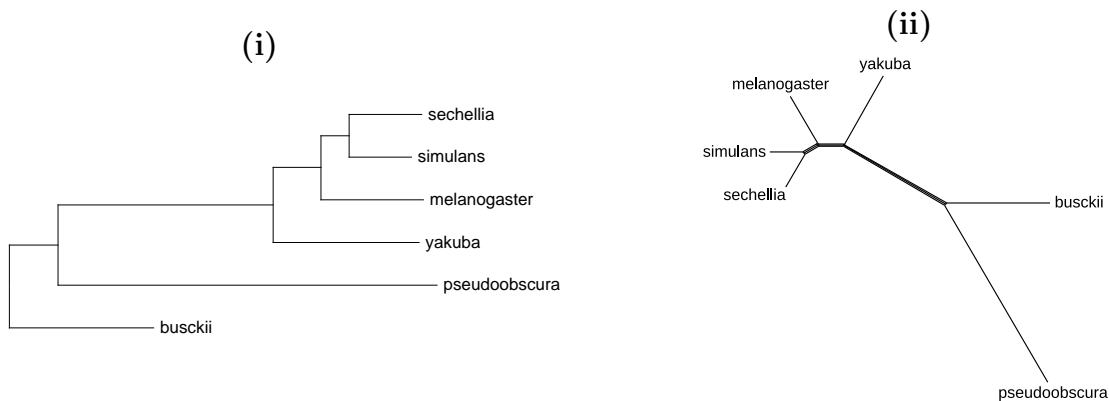 (i)
sechellia
simulans
melanogaster
yakuba
pseudoobscura
busckii
(ii)
yakuba
melanogaster
simulans
sechellia
busckii
pseudoobscura